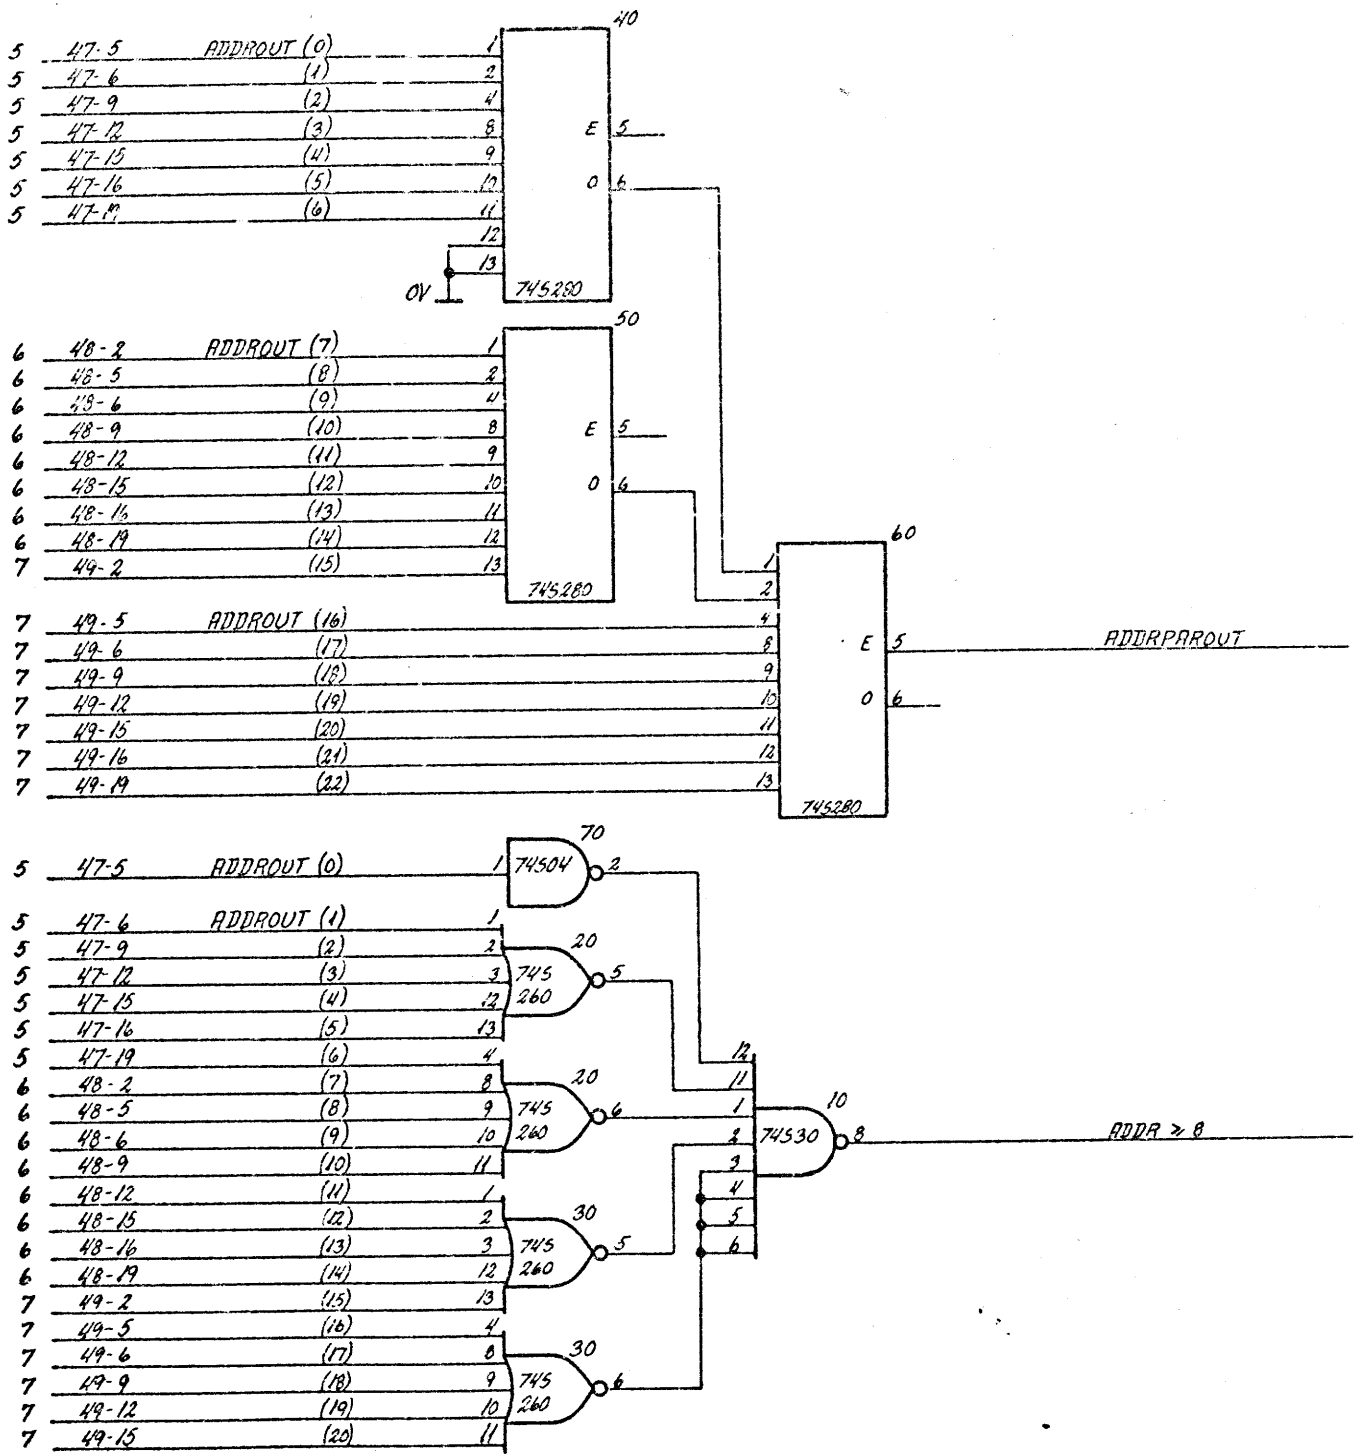 40
5 47-5 ADDROUT (0) 1
5 47-6 (1) 2
5 47-9 (2) 4
5 47-12 (3) 8 E 5
5 47-15 (4) 9
5 47-16 (5) 10 O 6
5 (6) 11
12
13
0V 74S280
50
6 48-2 ADDROUT (7) 1
6 48-5 (8) 2
6 48-6 (9) 4
6 48-9 (10) 8 E 5
6 48-12 (11) 9
6 48-15 (12) 10 O 6
6 48-16 (13) 11
6 48-19 (14) 12
7 49-2 (15) 13
74S280
60
1
2
7 49-5 ADDROUT (16) 4
7 49-6 (17) 8 E 5 ADDRPAROUT
7 49-9 (18) 9
7 49-12 (19) 10 O 6
7 49-15 (20) 11
7 49-16 (21) 12
7 49-19 (22) 13
74S280
70
5 47-5 ADDROUT (0) 1 74S04 2
5 47-6 ADDROUT (1) 1
5 47-9 (2) 2 20
5 47-12 (3) 3 74S 5
5 47-15 (4) 12 260
5 47-16 (5) 13
5 47-19 (6) 4 12
6 48-2 (7) 8 20 11
6 48-5 (8) 9 74S 6 1 10
6 48-6 (9) 10 260 2 74S30 8 ADDR ≥ 8
6 48-9 (10) 11 3
6 48-12 (11) 1 4
6 48-15 (12) 2 30 5
6 48-16 (13) 3 74S 5 6
6 48-19 (14) 12 260
7 49-2 (15) 13
7 49-5 (16) 4
7 49-6 (17) 8 30
7 49-9 (18) 9 74S 6
7 49-12 (19) 10 260
7 49-15 (20) 11